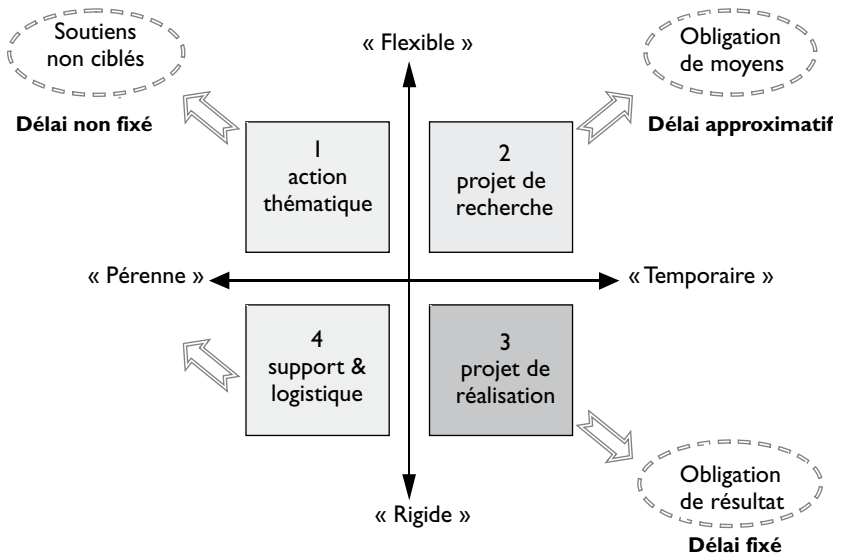 Soutiens
non ciblés
« Flexible »
Obligation
de moyens
Délai non fixé
Délai approximatif
1
action
thématique
2
projet de
recherche
« Pérenne »
« Temporaire »
4
support &
logistique
3
projet de
réalisation
Obligation
de résultat
« Rigide »
Délai fixé